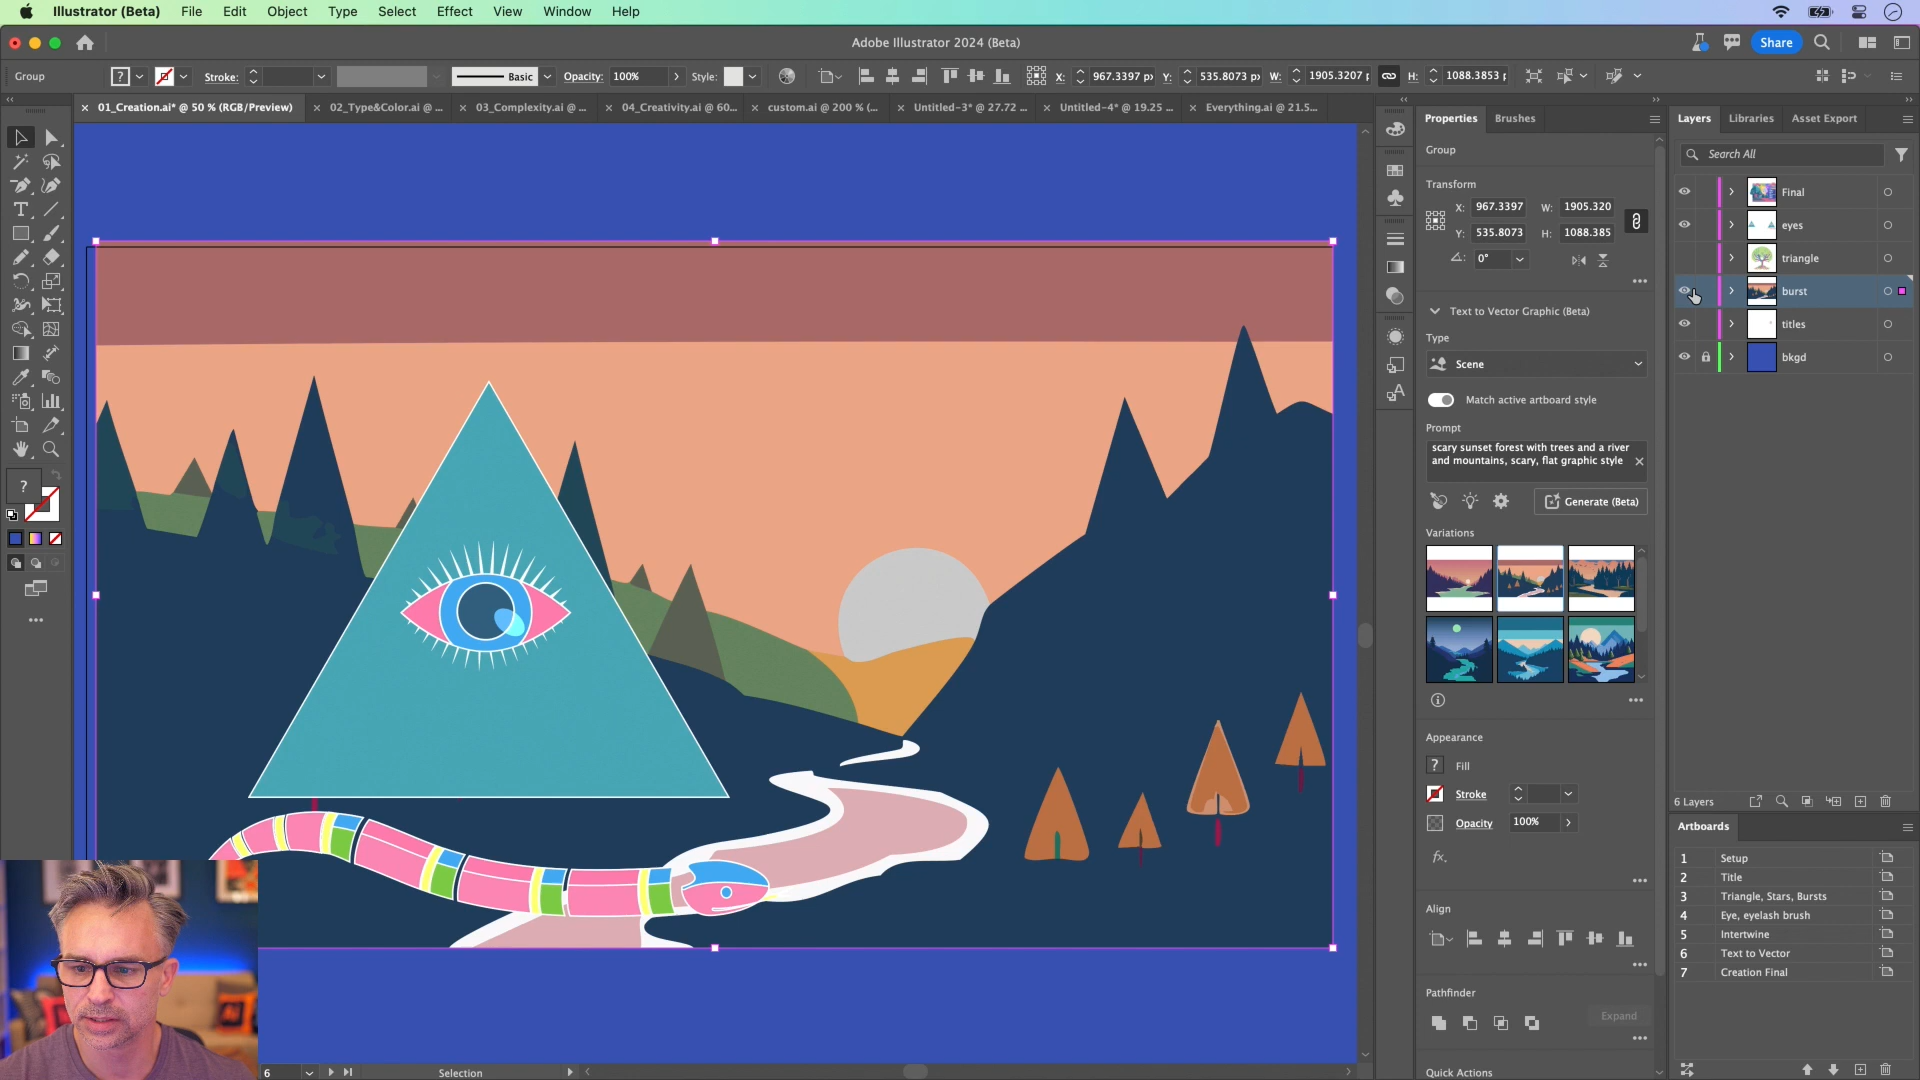 Illustrator (Beta) File Edit Object Type Select Effect View Window Help
Adobe Illustrator 2024 (Beta)
Share
Group
?
Stroke:
Basic
Opacity: 100%
Style:
X: 967.3397 px
Y: 535.8073 px
W: 1905.3207 p
H: 1088.3853 p
01_Creation.ai* @ 50 % (RGB/Preview)
02_Type&Color.ai @ ...
03_Complexity.ai @ ...
04_Creativity.ai @ 60...
custom.ai @ 200 % (...
Untitled-3* @ 27.72 ...
Untitled-4* @ 19.25 ...
Everything.ai @ 21.5...
?
6
Selection
Properties Brushes
Group
Transform
X: 967.3397 W: 1905.320
Y: 535.8073 H: 1088.385
0°
Text to Vector Graphic (Beta)
Type
Scene
Match active artboard style
Prompt
scary sunset forest with trees and a river
and mountains, scary, flat graphic style
Generate (Beta)
Variations
Appearance
? Fill
Stroke
Opacity 100%
fx.
Align
Pathfinder
Expand
Quick Actions
Layers Libraries Asset Export
Search All
Final
eyes
triangle
burst
titles
bkgd
6 Layers
Artboards
1 Setup
2 Title
3 Triangle, Stars, Bursts
4 Eye, eyelash brush
5 Intertwine
6 Text to Vector
7 Creation Final